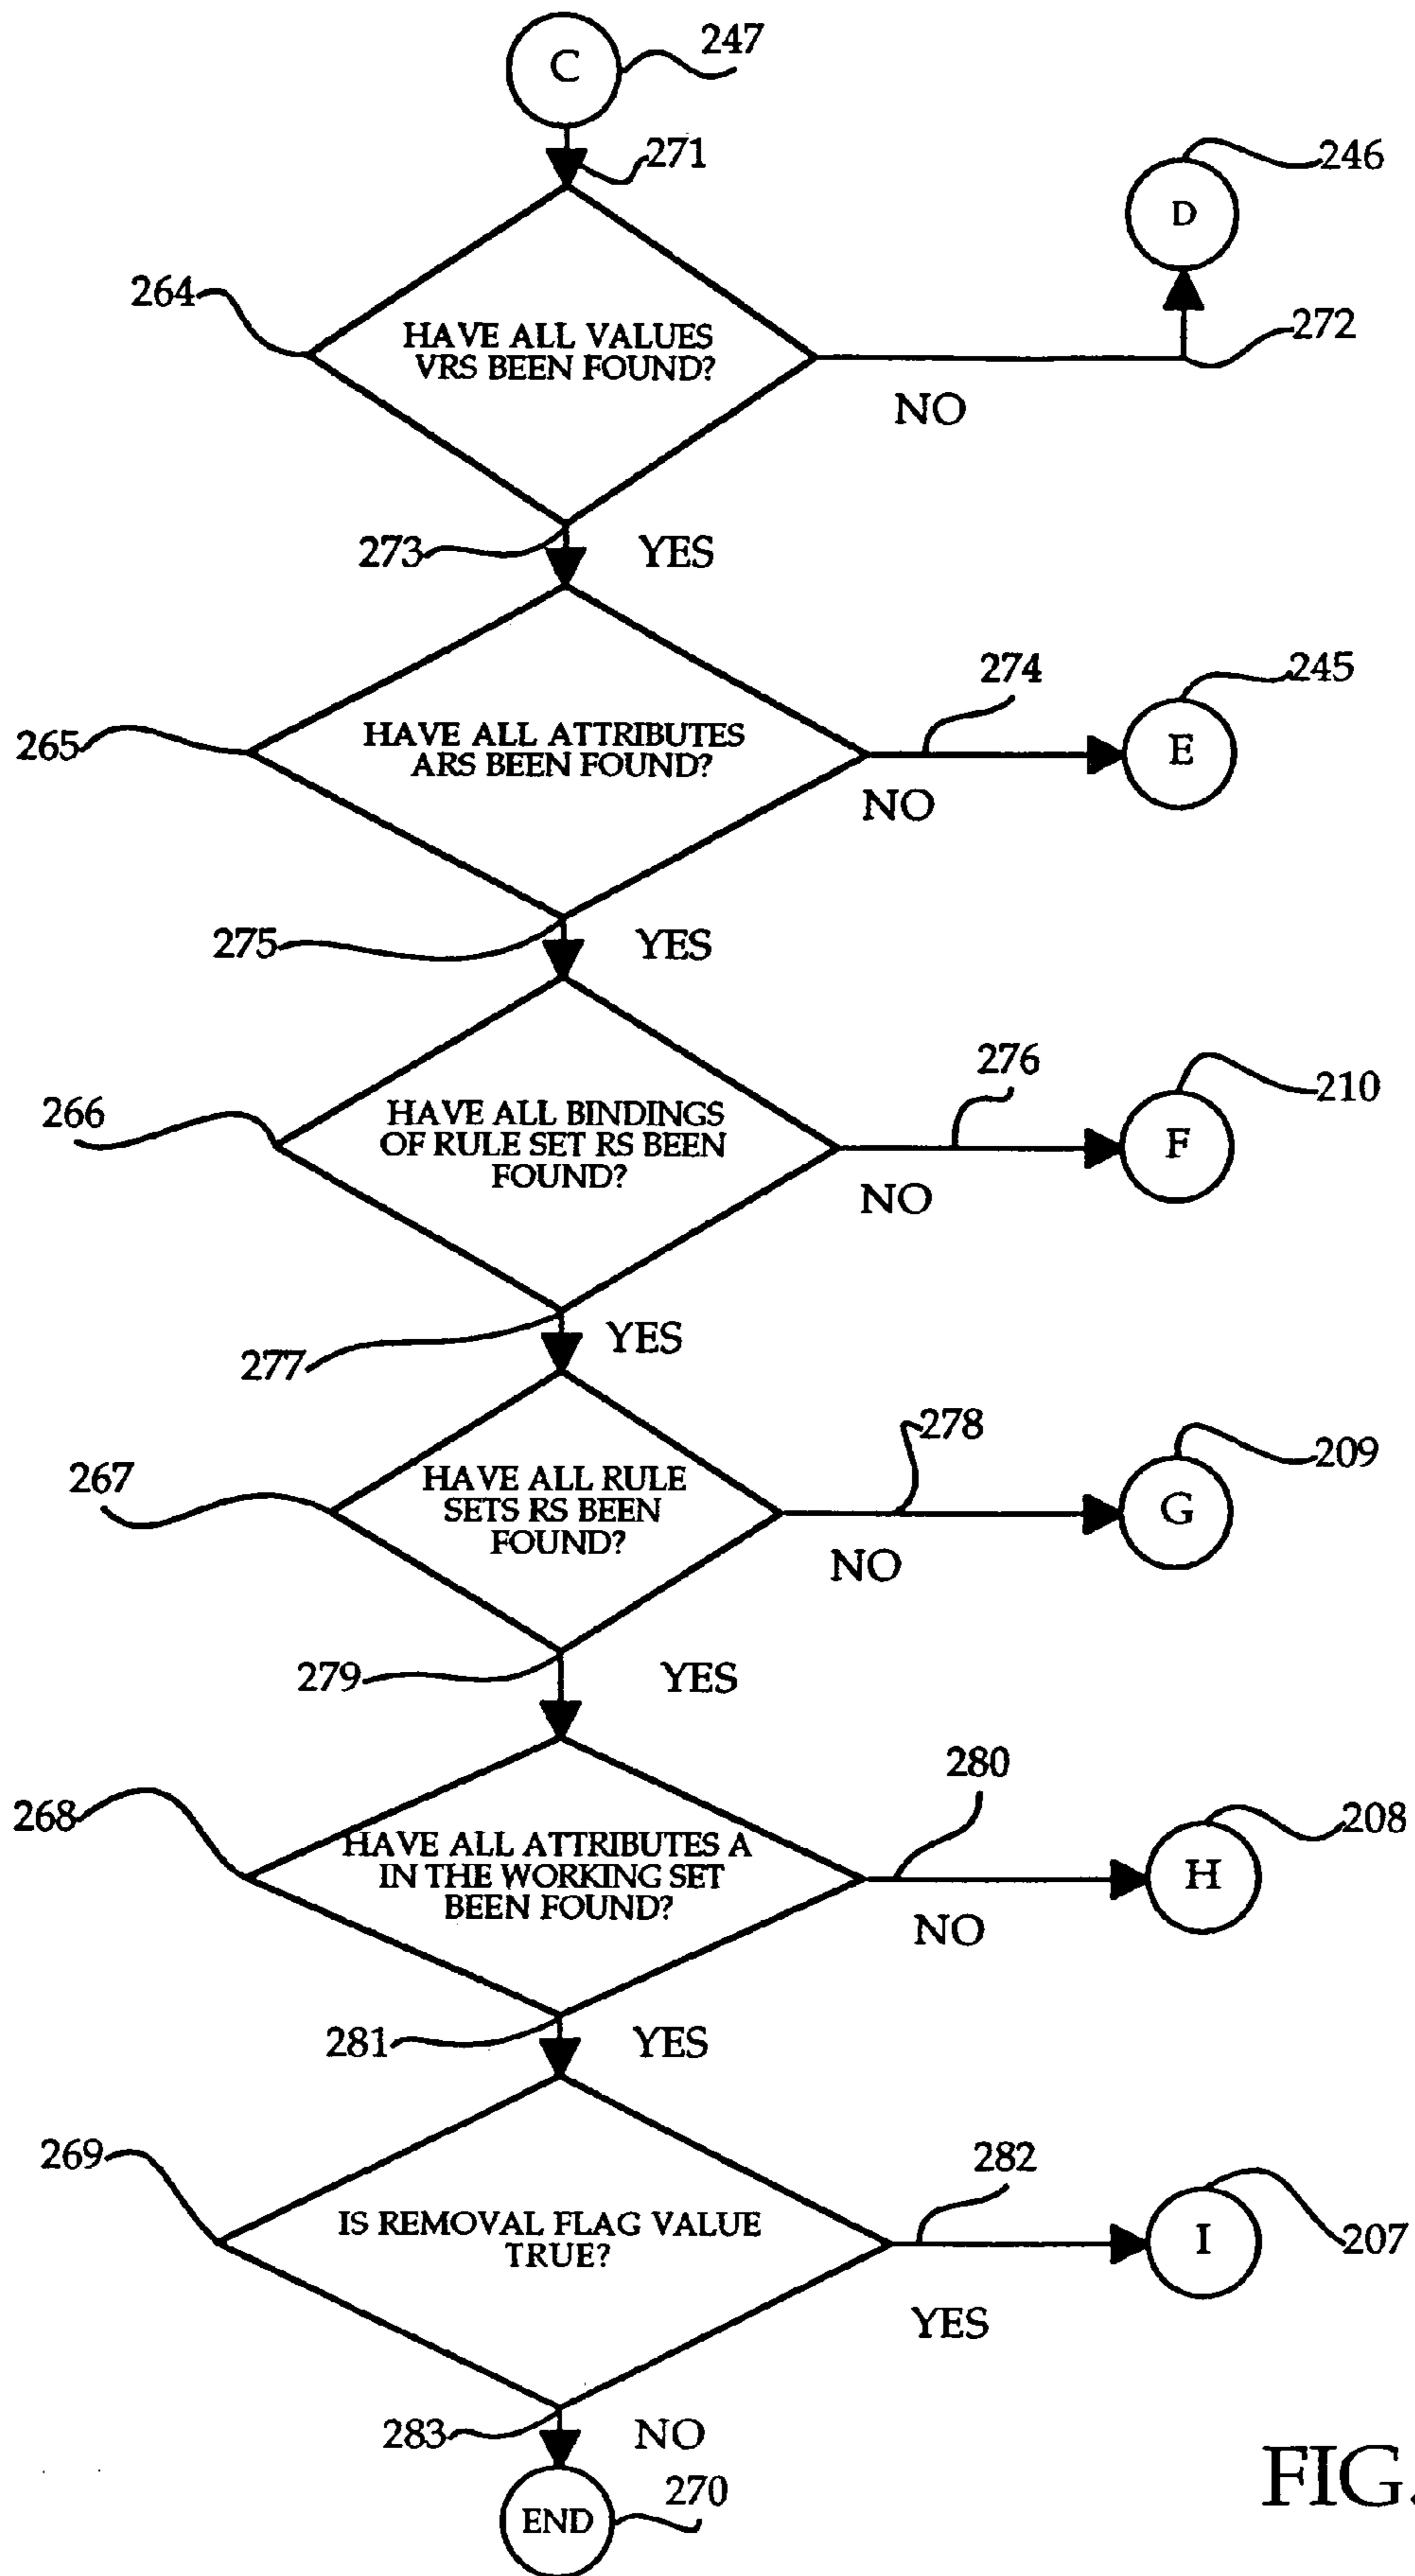 C
247
271
246
D
264
HAVE ALL VALUES
VRS BEEN FOUND?
272
NO
273
YES
274
245
265
HAVE ALL ATTRIBUTES
ARS BEEN FOUND?
E
NO
275
YES
276
210
266
HAVE ALL BINDINGS
OF RULE SET RS BEEN
FOUND?
F
NO
277
YES
278
209
267
HAVE ALL RULE
SETS RS BEEN
FOUND?
G
NO
279
YES
280
208
268
HAVE ALL ATTRIBUTES A
IN THE WORKING SET
BEEN FOUND?
H
NO
281
YES
282
269
IS REMOVAL FLAG VALUE
TRUE?
I
207
YES
283
NO
270
END
FIG.